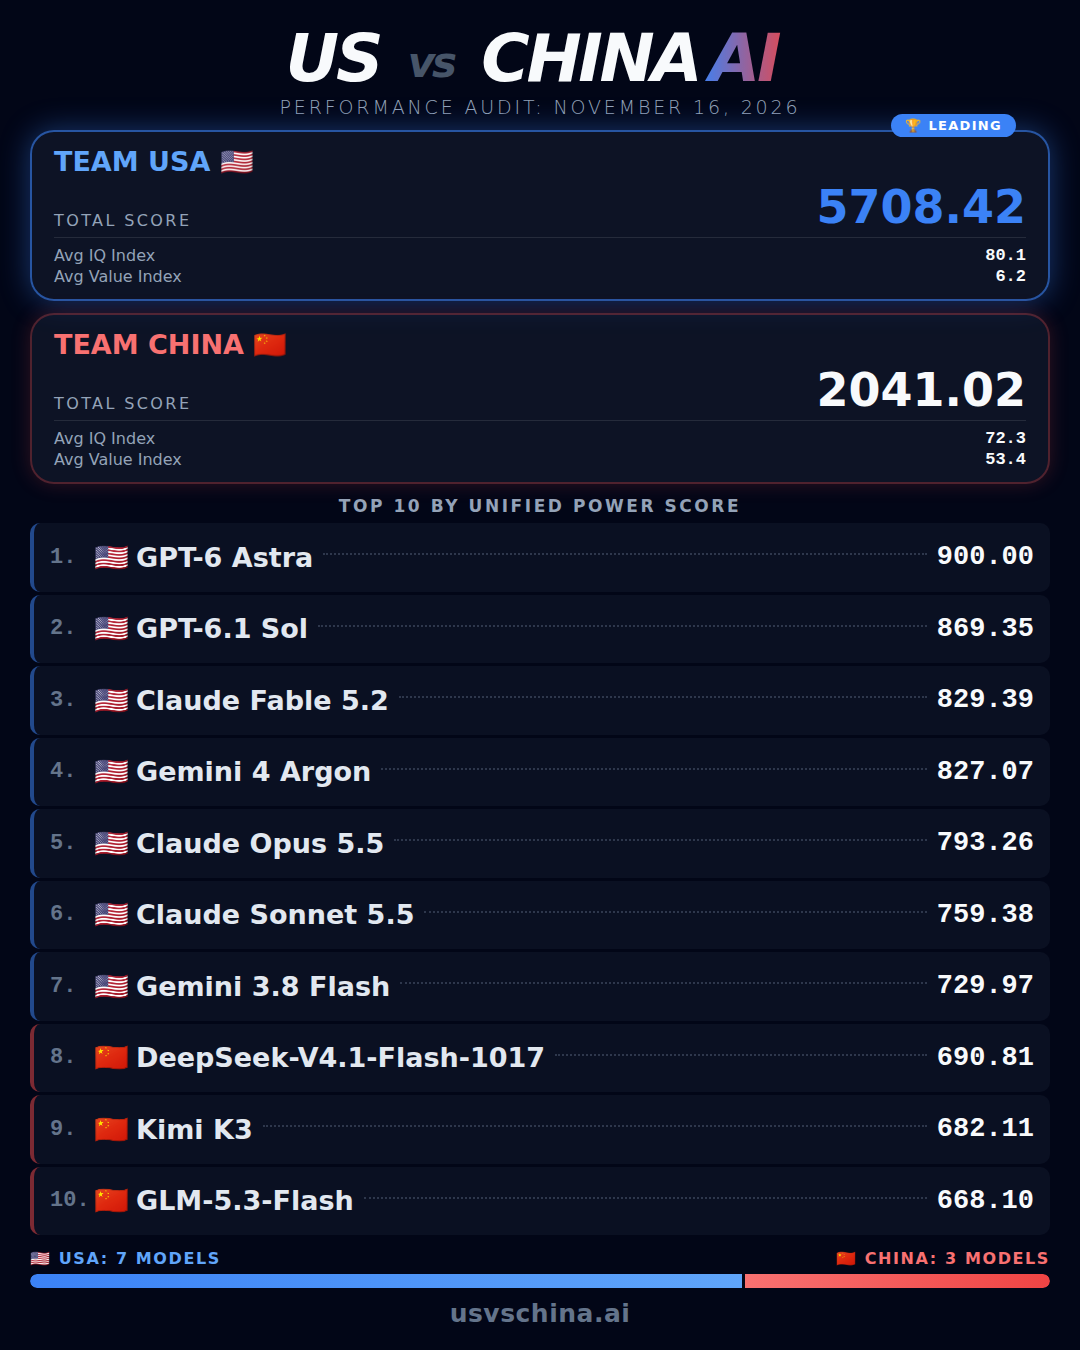 US vs CHINA AI
PERFORMANCE AUDIT: NOVEMBER 16, 2026
🏆 LEADING
TEAM USA 🇺🇸
TOTAL SCORE 5708.42
Avg IQ Index 80.1
Avg Value Index 6.2
TEAM CHINA 🇨🇳
TOTAL SCORE 2041.02
Avg IQ Index 72.3
Avg Value Index 53.4
TOP 10 BY UNIFIED POWER SCORE
1. 🇺🇸 GPT-6 Astra 900.00
2. 🇺🇸 GPT-6.1 Sol 869.35
3. 🇺🇸 Claude Fable 5.2 829.39
4. 🇺🇸 Gemini 4 Argon 827.07
5. 🇺🇸 Claude Opus 5.5 793.26
6. 🇺🇸 Claude Sonnet 5.5 759.38
7. 🇺🇸 Gemini 3.8 Flash 729.97
8. 🇨🇳 DeepSeek-V4.1-Flash-1017 690.81
9. 🇨🇳 Kimi K3 682.11
10. 🇨🇳 GLM-5.3-Flash 668.10
🇺🇸 USA: 7 MODELS 🇨🇳 CHINA: 3 MODELS
usvschina.ai